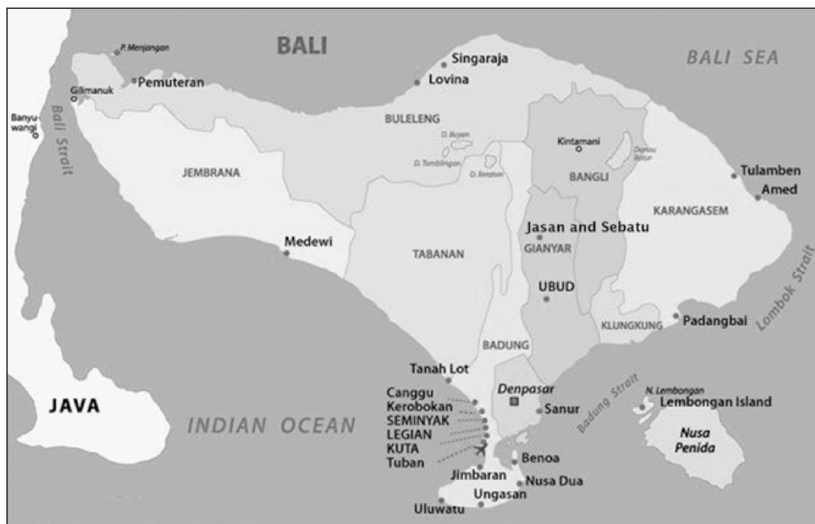 BALI
BALI SEA
P. Menjangan
Singaraja
Gilimanuk
Pemuteran
Lovina
Banyu-
wangi
Bali Strait
BULELENG
D. Buyan
D. Tamblingan
D. Beratan
Kintamani
Danau
Batur
JEMBRANA
BANGLI
Tulamben
Amed
KARANGASEM
Medewi
TABANAN
Jasan and Sebatu
GIANYAR
UBUD
Lombok Strait
KLUNGKUNG
Padangbai
BADUNG
Tanah Lot
Canggu
Kerobokan
SEMINYAK
LEGIAN
KUTA
Tuban
Denpasar
Sanur
Badung Strait
N. Lembongan
Lembongan Island
Nusa
Penida
JAVA
INDIAN OCEAN
Benoa
Jimbaran
Nusa Dua
Ungasan
Uluwatu